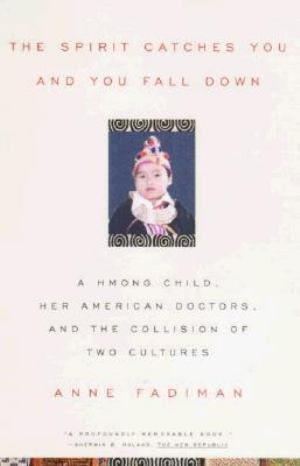 THE SPIRIT CATCHES YOU
AND YOU FALL DOWN
A HMONG CHILD,
HER AMERICAN DOCTORS,
AND THE COLLISION OF
TWO CULTURES
ANNE FADIMAN
"A PROFOUNDLY MEMORABLE BOOK."
—SHERWIN B. NULAND, THE NEW REPUBLIC